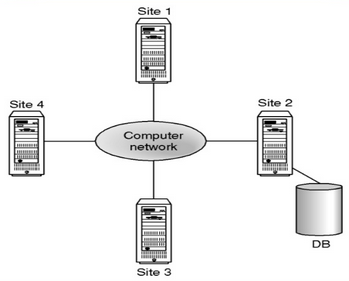 Site 1
Site 4
Site 2
Computer
network
DB
Site 3